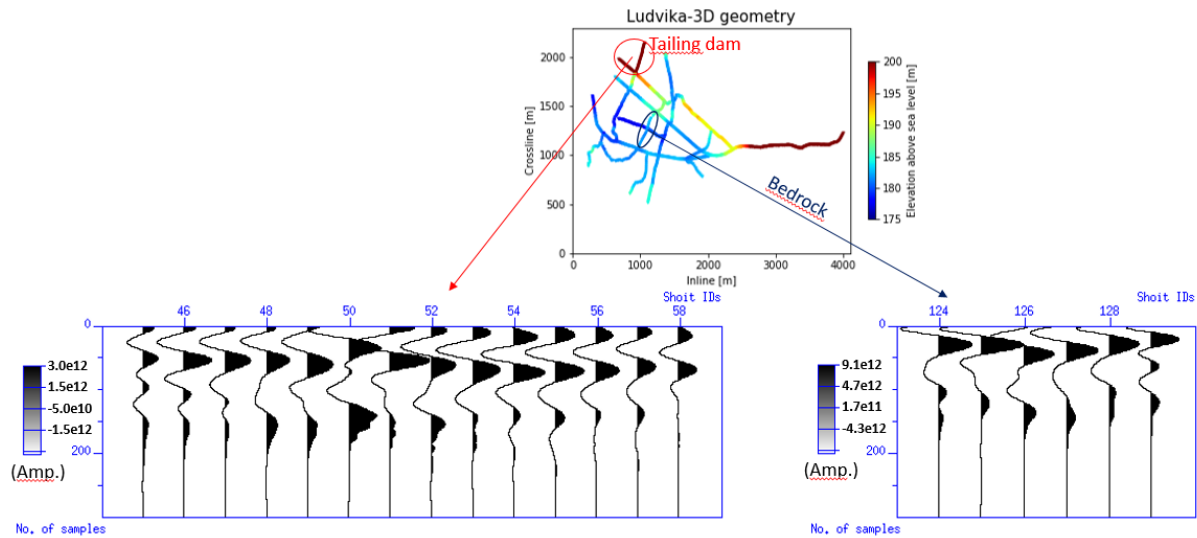 Ludvika-3D geometry
Tailing dam
2000
1500
1000
500
0
Crossline [m]
0
1000
2000
3000
4000
Inline [m]
200
195
190
185
180
175
Elevation above sea level [m]
Bedrock
Shoit IDs
46
48
50
52
54
56
58
0
200
3.0e12
1.5e12
-5.0e10
-1.5e12
(Amp.)
No. of samples
Shoit IDs
124
126
128
0
200
9.1e12
4.7e12
1.7e11
-4.3e12
(Amp.)
No. of samples